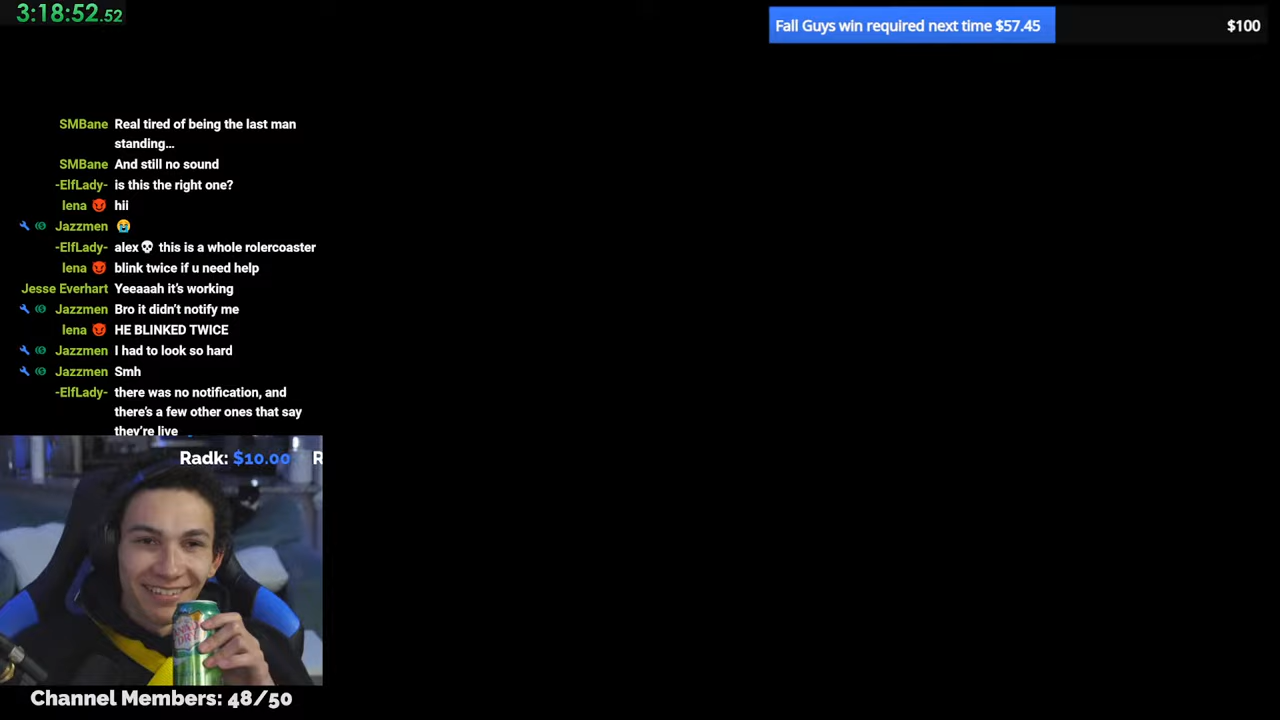 3:18:52.52
Fall Guys win required next time $57.45
$100
SMBane Real tired of being the last man
standing...
SMBane And still no sound
-ElfLady- is this the right one?
lena 😈 hii
Jazzmen 😭
-ElfLady- alex💀 this is a whole rolercoaster
lena 😈 blink twice if u need help
Jesse Everhart Yeeaaah it's working
Jazzmen Bro it didn't notify me
lena 😈 HE BLINKED TWICE
Jazzmen I had to look so hard
Jazzmen Smh
-ElfLady- there was no notification, and
there's a few other ones that say
they're live
Radk: $10.00 R
CANADA DRY
Channel Members: 48/50